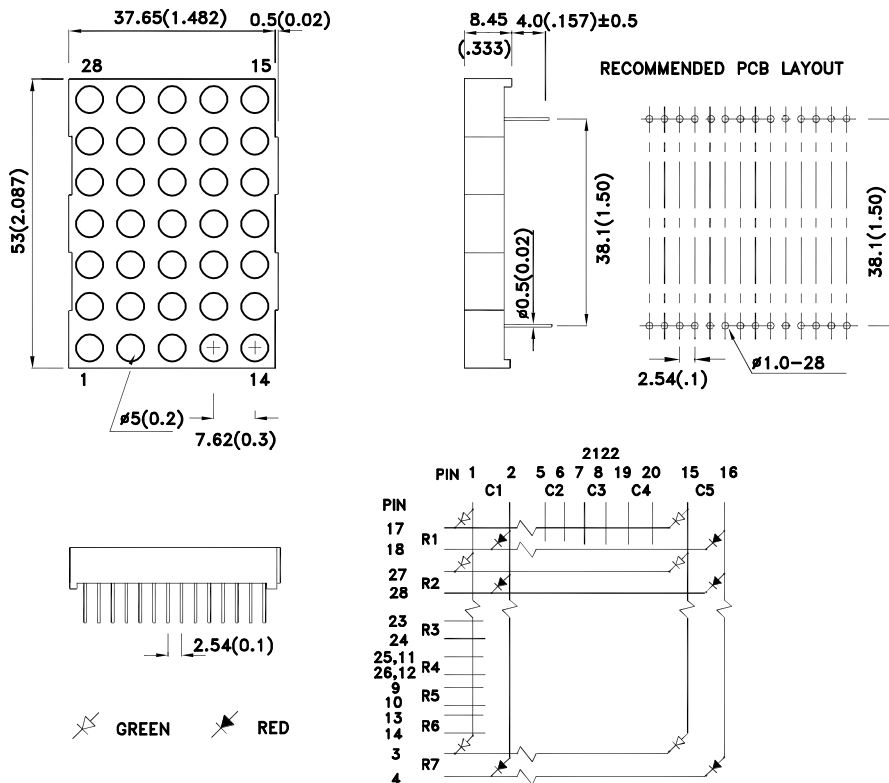 37.65(1.482) 0.5(0.02)
28 15
53(2.087)
1 14
ø5(0.2)
7.62(0.3)
8.45 4.0(.157)±0.5
(.333)
38.1(1.50)
ø0.5(0.02)
RECOMMENDED PCB LAYOUT
38.1(1.50)
ø1.0-28
2.54(.1)
2.54(0.1)
GREEN RED
2122
PIN 1 2 5 6 7 8 19 20 15 16
C1 C2 C3 C4 C5
PIN
17
R1
18
27
R2
28
23
R3
24
25,11
R4
26,12
9
R5
10
13
R6
14
3
R7
4